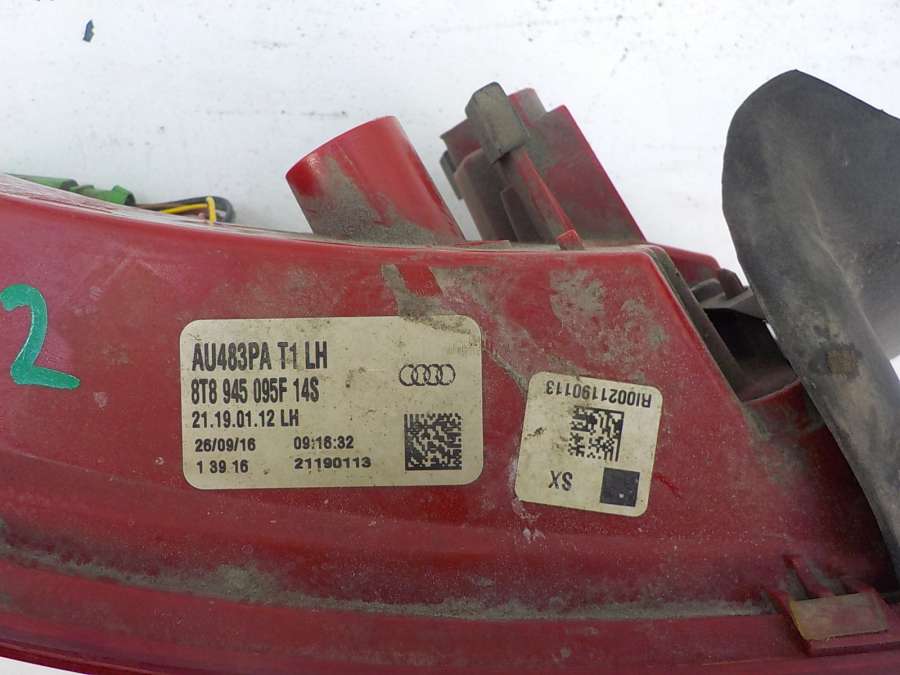 2
AU483PA T1 LH
8T8 945 095F 14S
21.19.01.12 LH
26/09/16 09:16:32
1 39 16 21190113
RI0021190113
SX